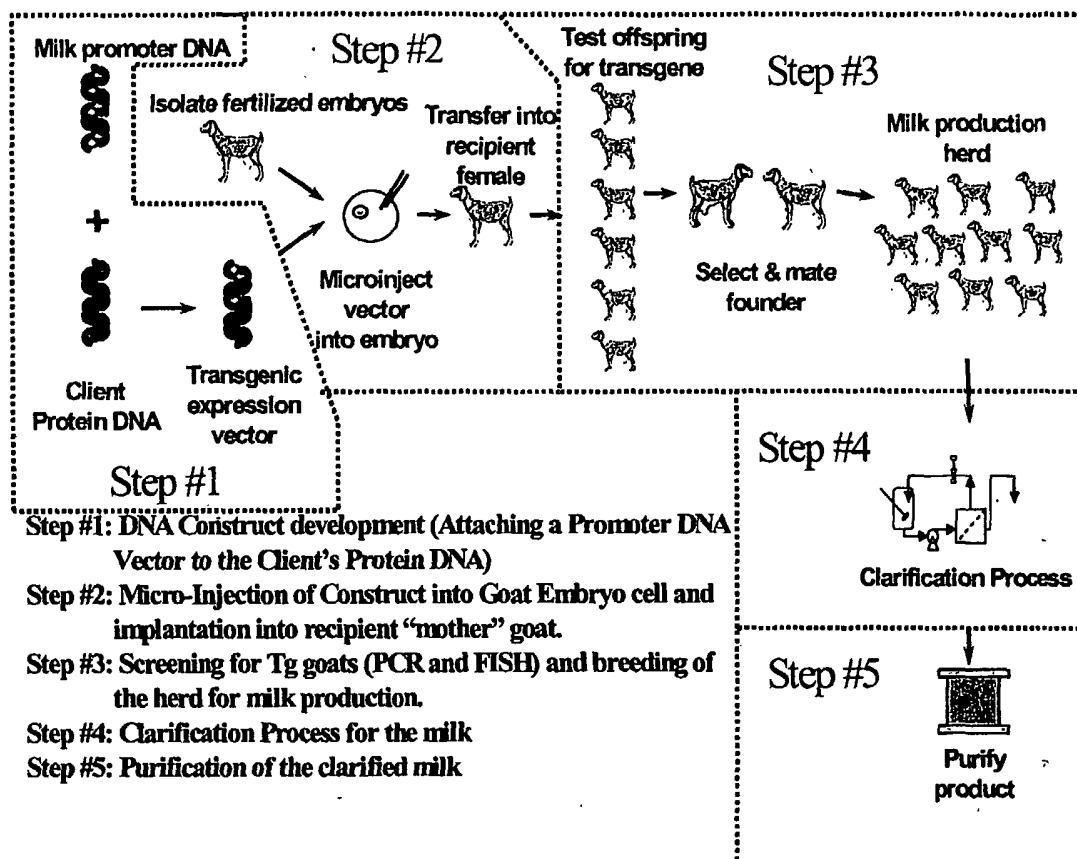 Milk promoter DNA
+
Client
Protein DNA
Transgenic
expression
vector
Step #1
Step #2
Isolate fertilized embryos
Transfer into
recipient
female
Microinject
vector
into embryo
Test offspring
for transgene
Step #3
Select & mate
founder
Milk production
herd
Step #4
Clarification Process
Step #5
Purify
product
Step #1: DNA Construct development (Attaching a Promoter DNA
Vector to the Client's Protein DNA)
Step #2: Micro-Injection of Construct into Goat Embryo cell and
implantation into recipient “mother” goat.
Step #3: Screening for Tg goats (PCR and FISH) and breeding of
the herd for milk production.
Step #4: Clarification Process for the milk
Step #5: Purification of the clarified milk